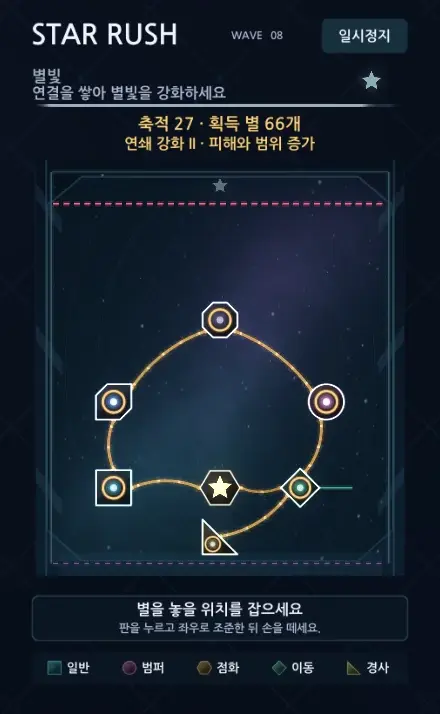 STAR RUSH
WAVE 08
일시정지
별빛
연결을 쌓아 별빛을 강화하세요
축적 27 · 획득 별 66개
연쇄 강화 II · 피해와 범위 증가
별을 놓을 위치를 잡으세요
판을 누르고 좌우로 조준한 뒤 손을 떼세요.
일반
범퍼
점화
이동
경사